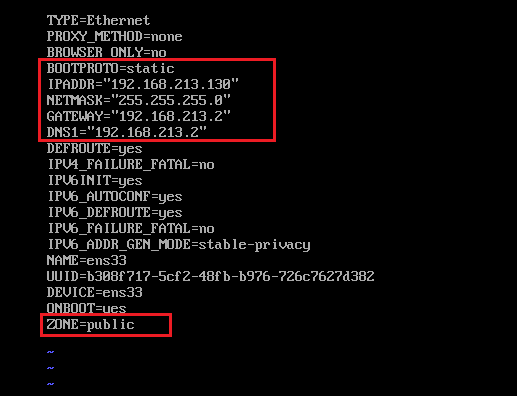 TYPE=Ethernet
PROXY_METHOD=none
BROWSER_ONLY=no
BOOTPROTO=static
IPADDR="192.168.213.130"
NETMASK="255.255.255.0"
GATEWAY="192.168.213.2"
DNS1="192.168.213.2"
DEFROUTE=yes
IPV4_FAILURE_FATAL=no
IPV6INIT=yes
IPV6_AUTOCONF=yes
IPV6_DEFROUTE=yes
IPV6_FAILURE_FATAL=no
IPV6_ADDR_GEN_MODE=stable-privacy
NAME=ens33
UUID=b308f717-5cf2-48fb-b976-726c7627d382
DEVICE=ens33
ONBOOT=yes
ZONE=public
~
~
~